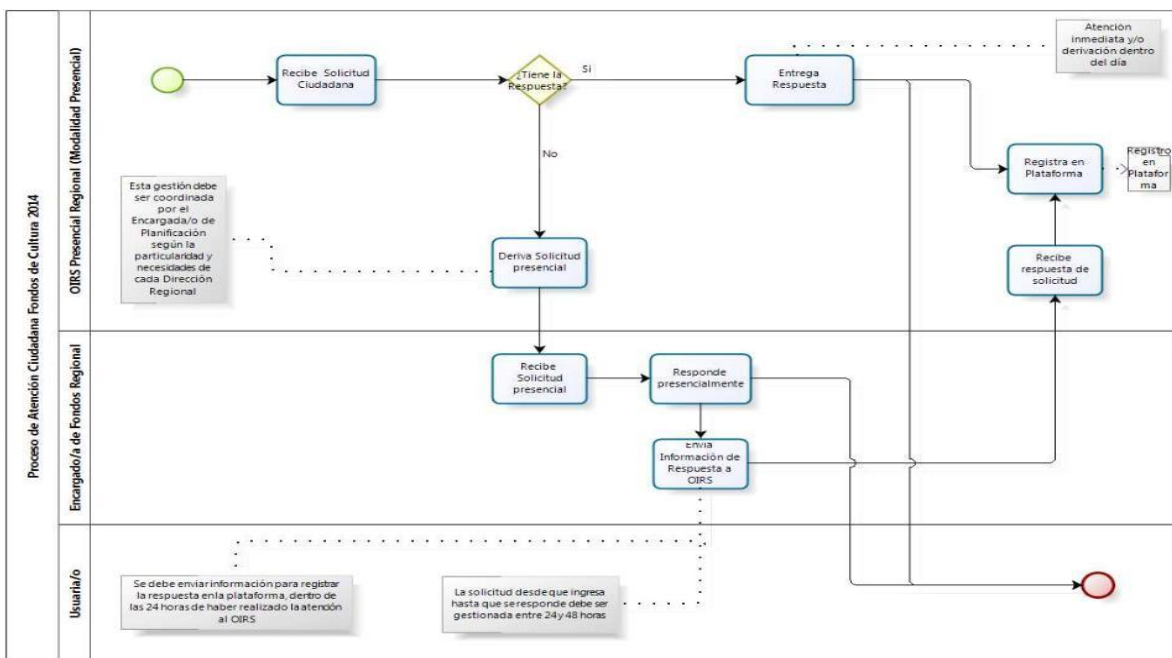 Proceso de Atención Ciudadana Fondos de Cultura 2014
OIRS Presencial Regional (Modalidad Presencial)
Recibe Solicitud
Ciudadana
¿Tiene la
Respuesta?
Si
No
Entrega
Respuesta
Atención
inmediata y/o
derivación dentro
del día
Registra en
Plataforma
Registro
en
Platafor
ma
Esta gestión debe
ser coordinada
por el
Encargada/o de
Planificación
según la
particularidad y
necesidades de
cada Dirección
Regional
Deriva Solicitud
presencial
Recibe
respuesta de
solicitud
Encargado/a de Fondos Regional
Recibe
Solicitud
presencial
Responde
presencialmente
Envía
Información de
Respuesta a
OIRS
Usuaria/o
Se debe enviar información para registrar
la respuesta en la plataforma, dentro de
las 24 horas de haber realizado la atención
al OIRS
La solicitud desde que ingresa
hasta que se responde debe ser
gestionada entre 24 y 48 horas